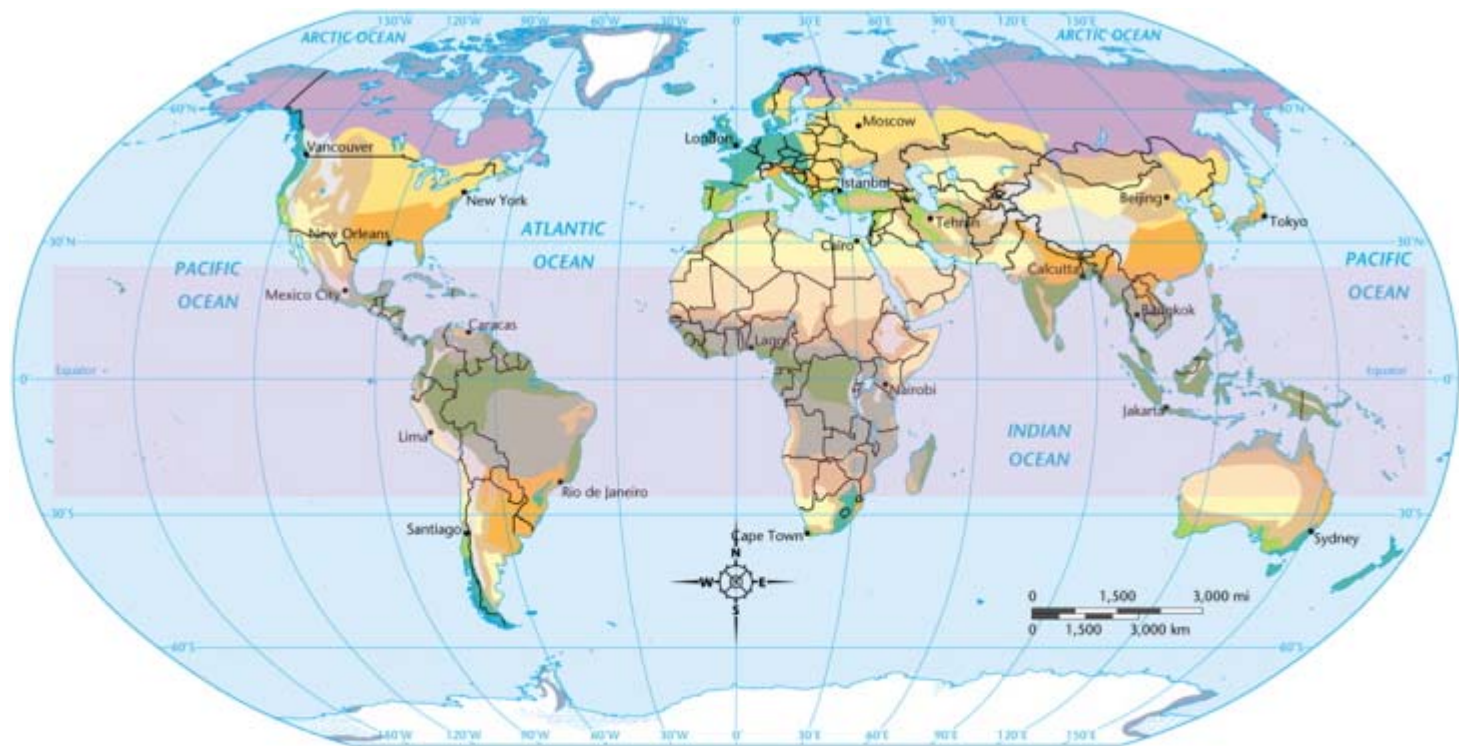 150°W 120°W 90°W 60°W 30°W 0° 30°E 60°E 90°E 120°E 150°E
ARCTIC OCEAN
ARCTIC OCEAN
60°N
60°N
Moscow
London
Vancouver
Istanbul
New York
Beijing
Tehran
Tokyo
New Orleans
Cairo
30°N
30°N
ATLANTIC
OCEAN
PACIFIC
OCEAN
PACIFIC
OCEAN
Calcutta
Mexico City
Bangkok
Caracas
Lagos
Equator
Equator
0°
0°
Nairobi
Jakarta
Lima
INDIAN
OCEAN
Rio de Janeiro
30°S
30°S
Santiago
Cape Town
Sydney
N
W E
S
0 1,500 3,000 mi
0 1,500 3,000 km
60°S
60°S
150°W 120°W 90°W 60°W 30°W 0° 30°E 60°E 90°E 120°E 150°E